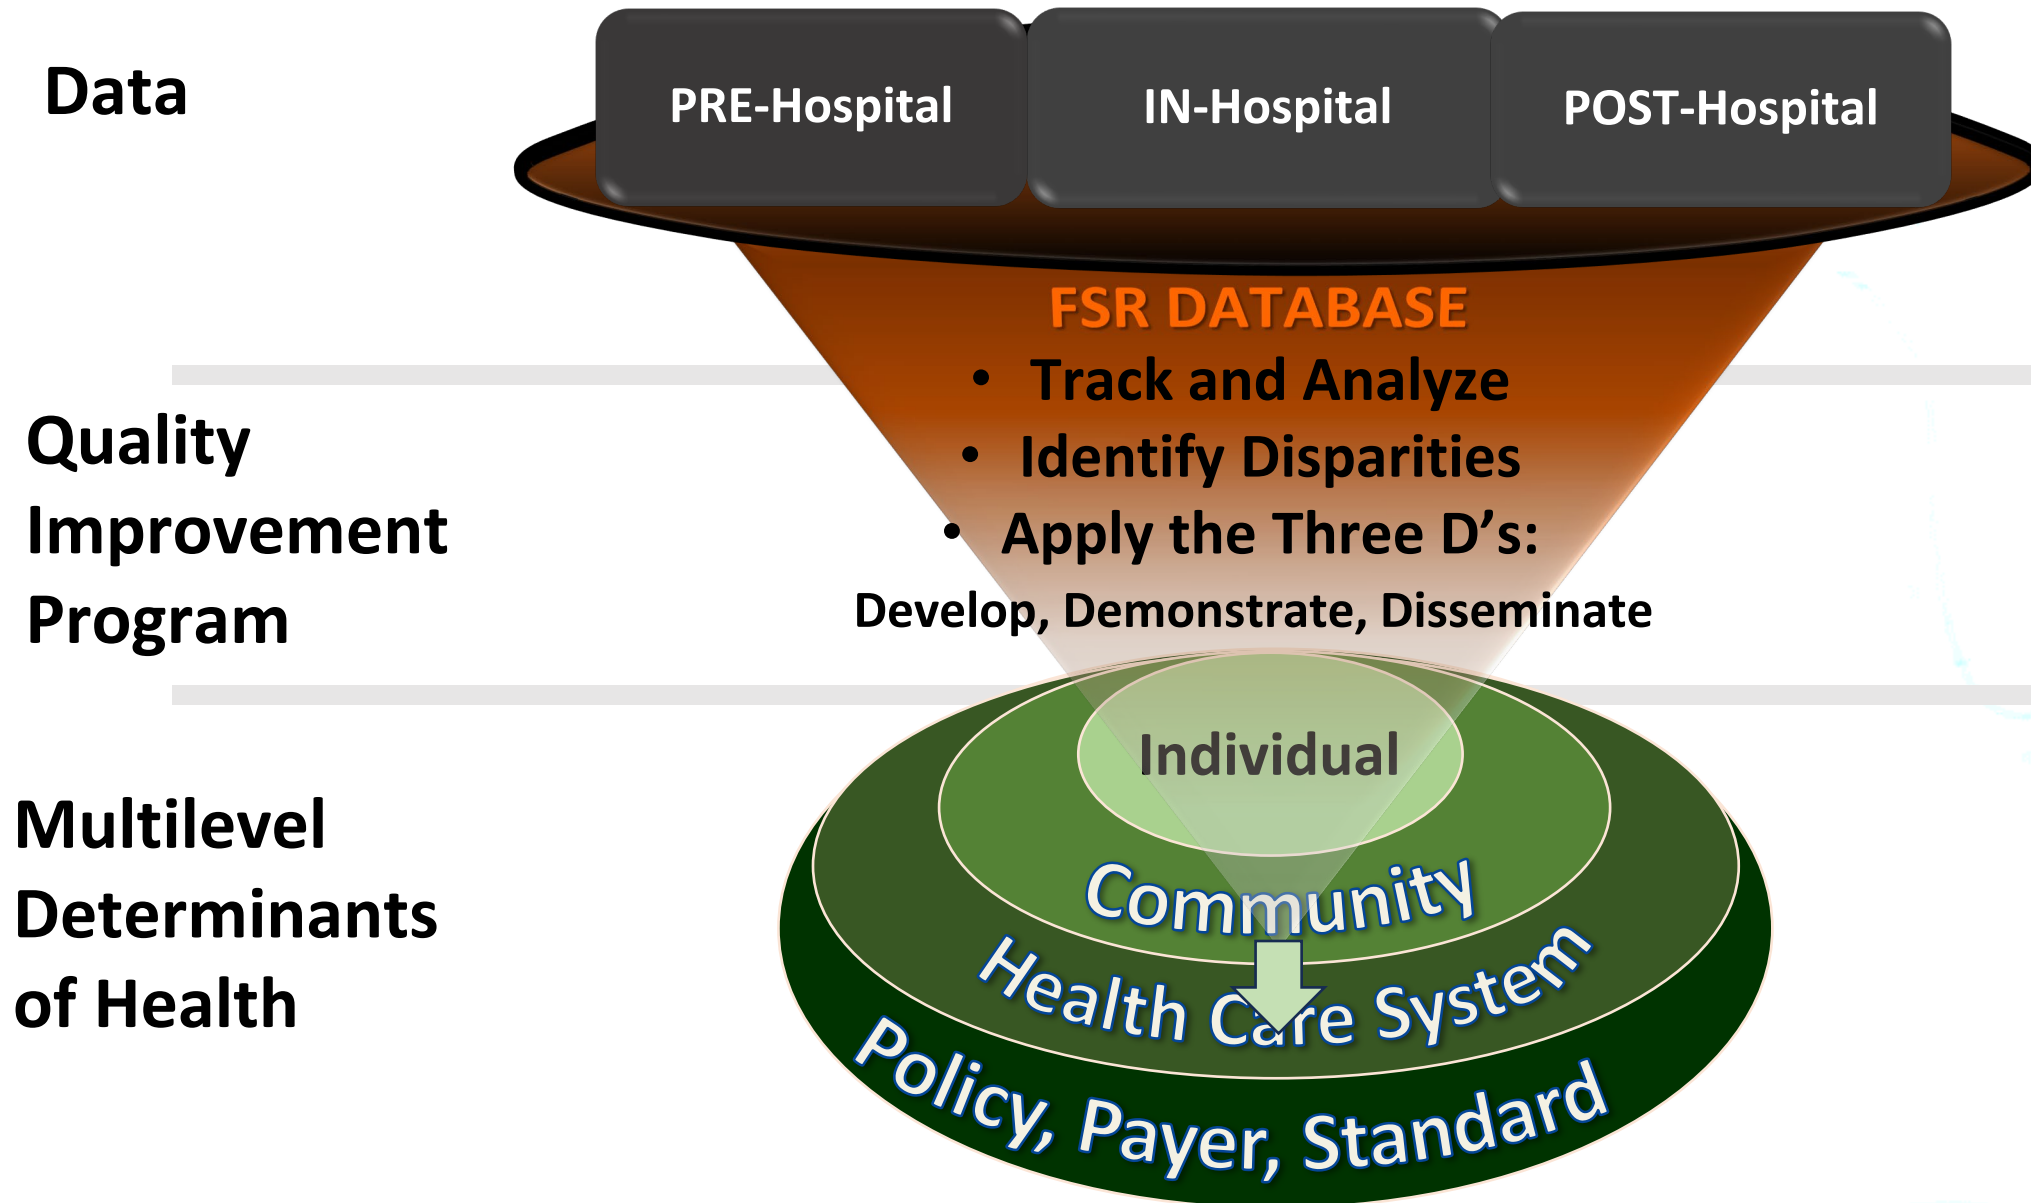 Data
PRE-Hospital
IN-Hospital
POST-Hospital
FSR DATABASE
• Track and Analyze
Quality
Improvement
Program
• Identify Disparities
• Apply the Three D’s:
Develop, Demonstrate, Disseminate
Multilevel
Determinants
of Health
Individual
Community
Health Care System
Policy, Payer, Standard